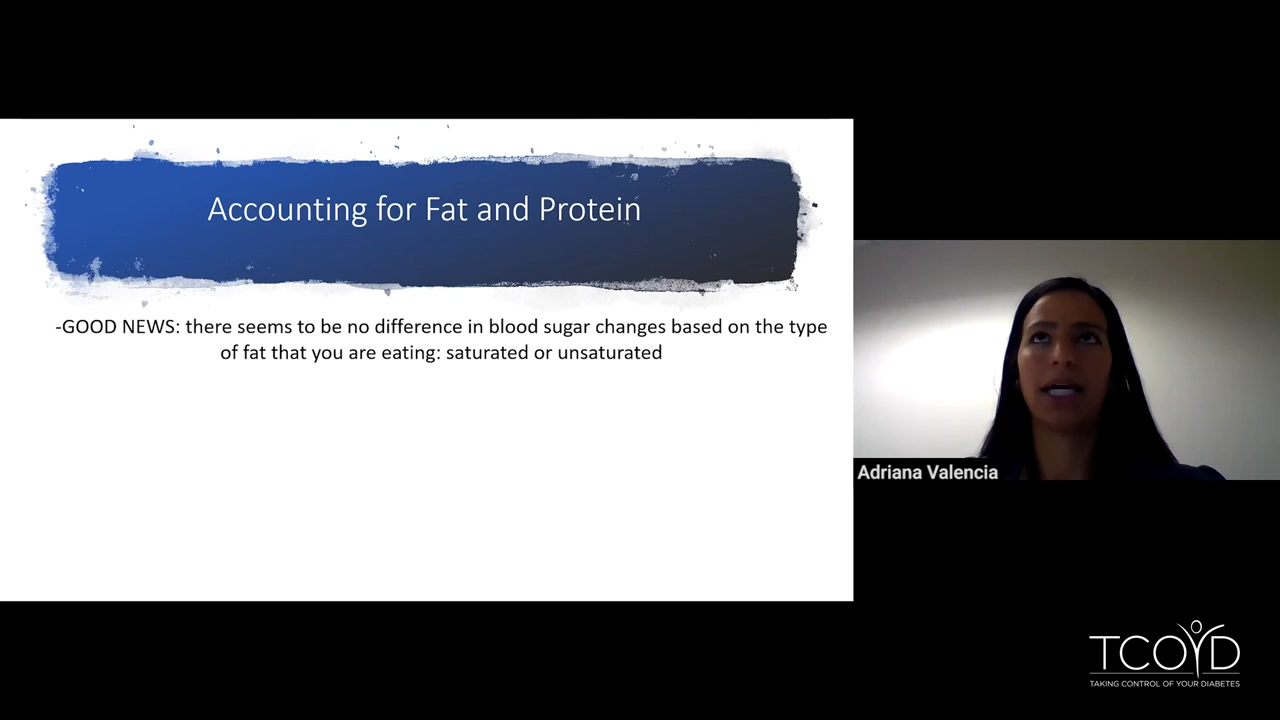 Accounting for Fat and Protein
-GOOD NEWS: there seems to be no difference in blood sugar changes based on the type
of fat that you are eating: saturated or unsaturated
Adriana Valencia
TCOYD
TAKING CONTROL OF YOUR DIABETES